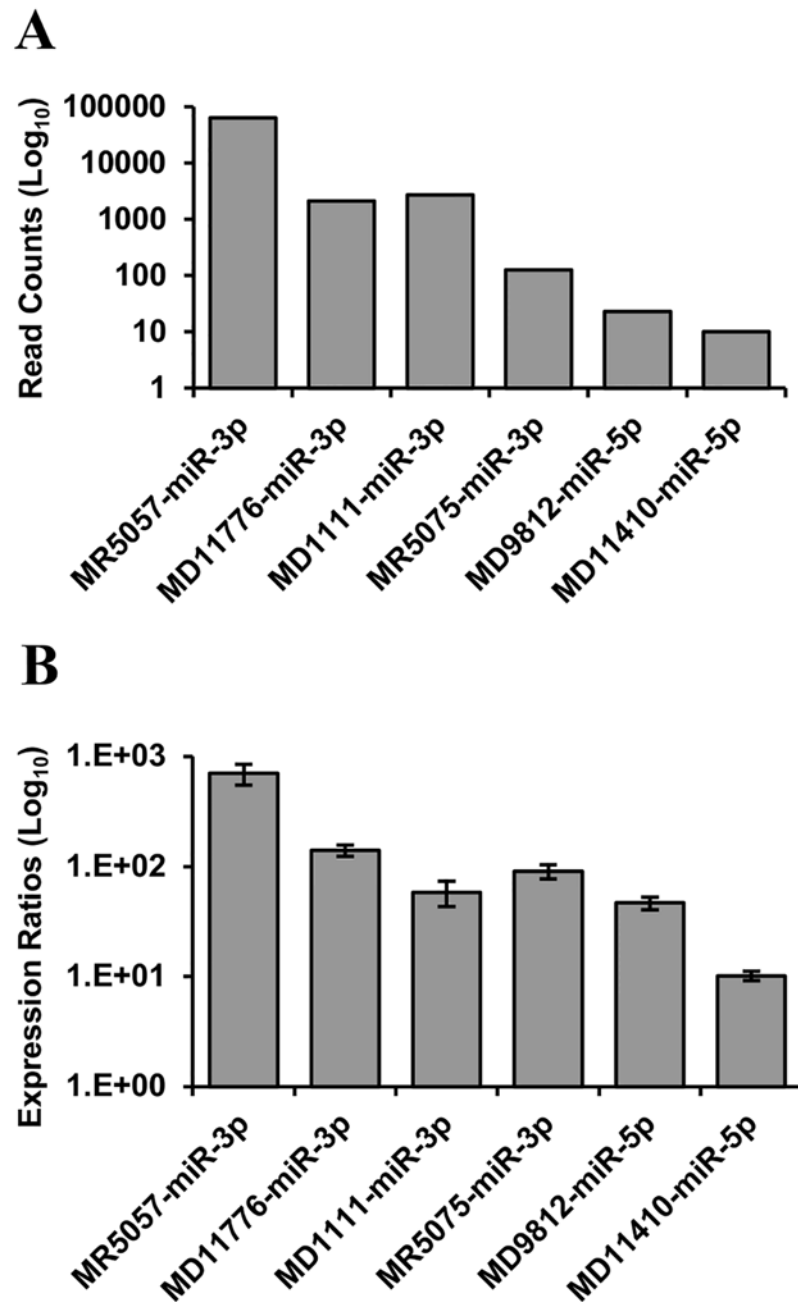 A
Read Counts (Log10)
100000
10000
1000
100
10
1
MR5057-miR-3p
MD11776-miR-3p
MD1111-miR-3p
MR5075-miR-3p
MD9812-miR-5p
MD11410-miR-5p
B
Expression Ratios (Log10)
1.E+03
1.E+02
1.E+01
1.E+00
MR5057-miR-3p
MD11776-miR-3p
MD1111-miR-3p
MR5075-miR-3p
MD9812-miR-5p
MD11410-miR-5p